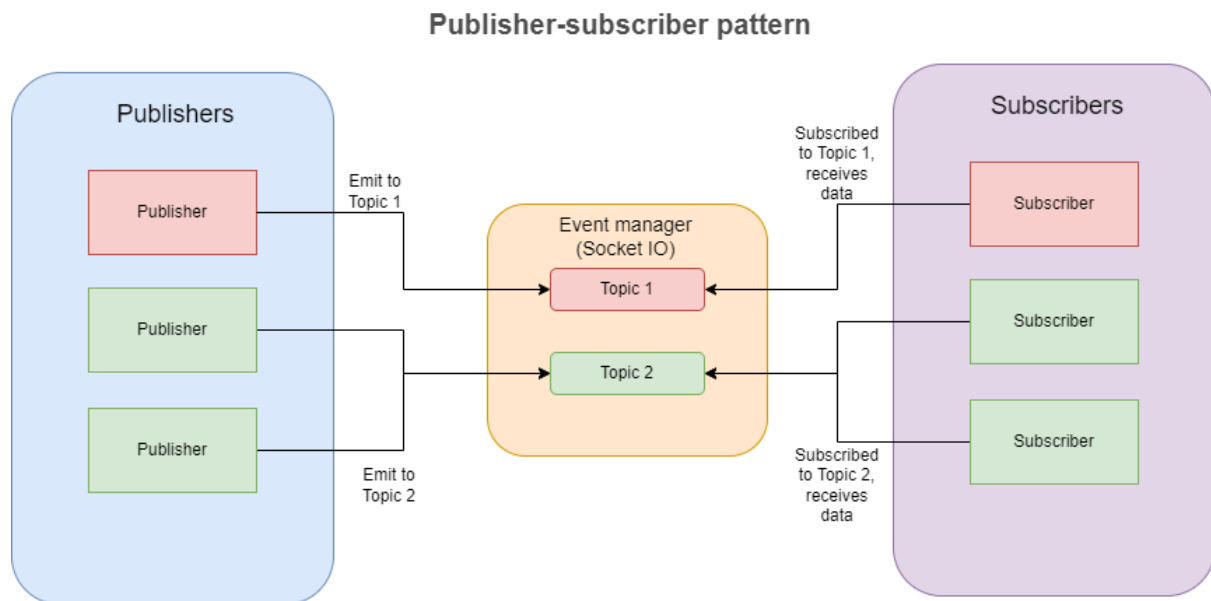 Publisher-subscriber pattern
Publishers
Publisher
Publisher
Publisher
Emit to
Topic 1
Emit to
Topic 2
Event manager
(Socket IO)
Topic 1
Topic 2
Subscribed
to Topic 1,
receives
data
Subscribed
to Topic 2,
receives
data
Subscribers
Subscriber
Subscriber
Subscriber